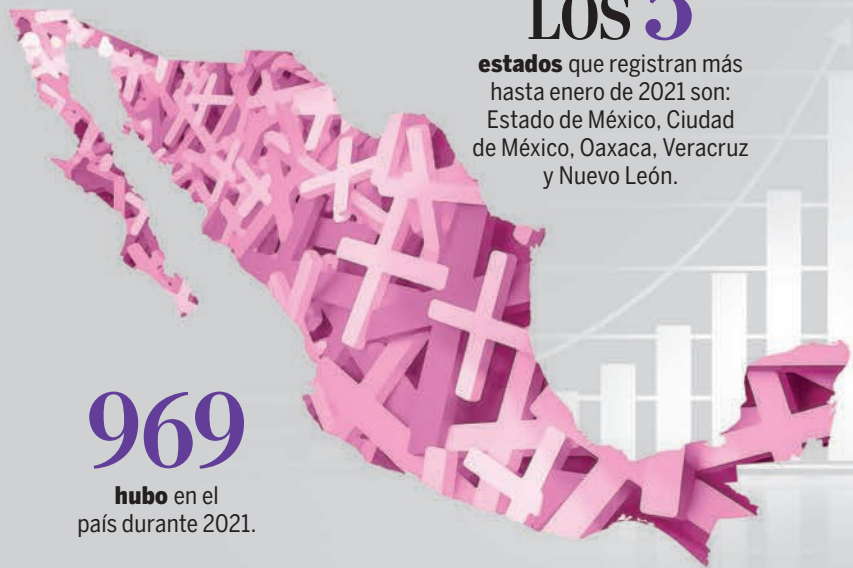 LOS 5
estados que registran más
hasta enero de 2021 son:
Estado de México, Ciudad
de México, Oaxaca, Veracruz
y Nuevo León.
969
hubo en el
país durante 2021.